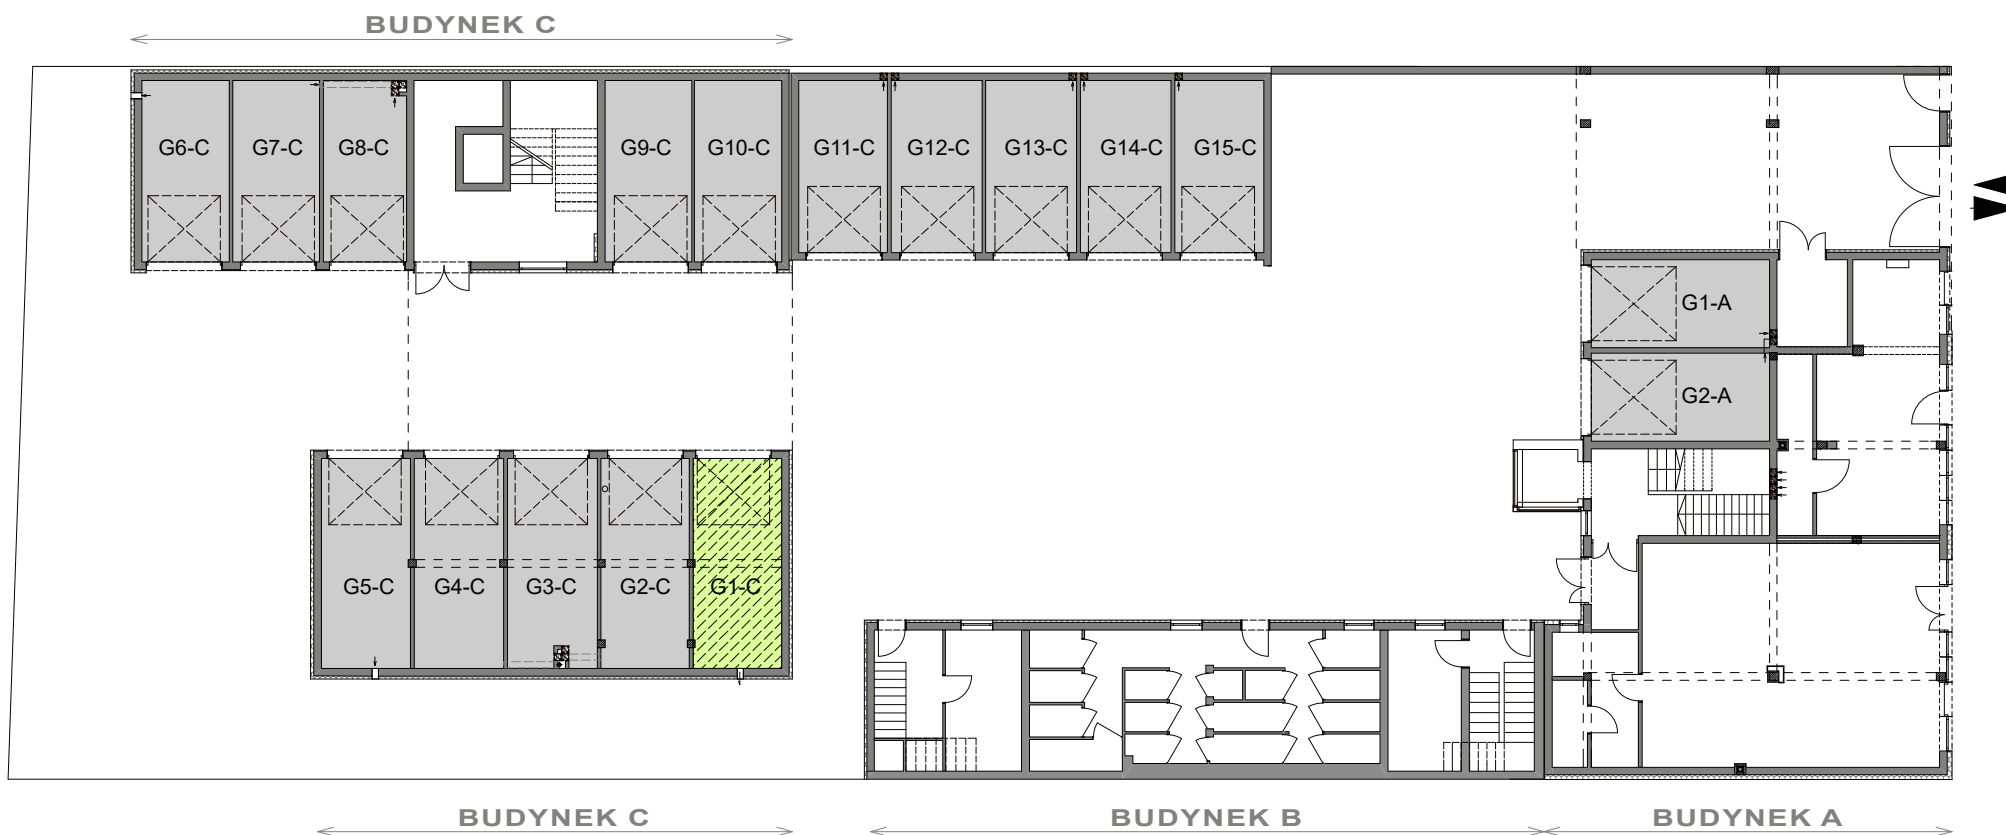 BUDYNEK C
G6-C G7-C G8-C G9-C G10-C G11-C G12-C G13-C G14-C G15-C
G1-A
G2-A
G5-C G4-C G3-C G2-C G1-C
BUDYNEK C BUDYNEK B BUDYNEK A